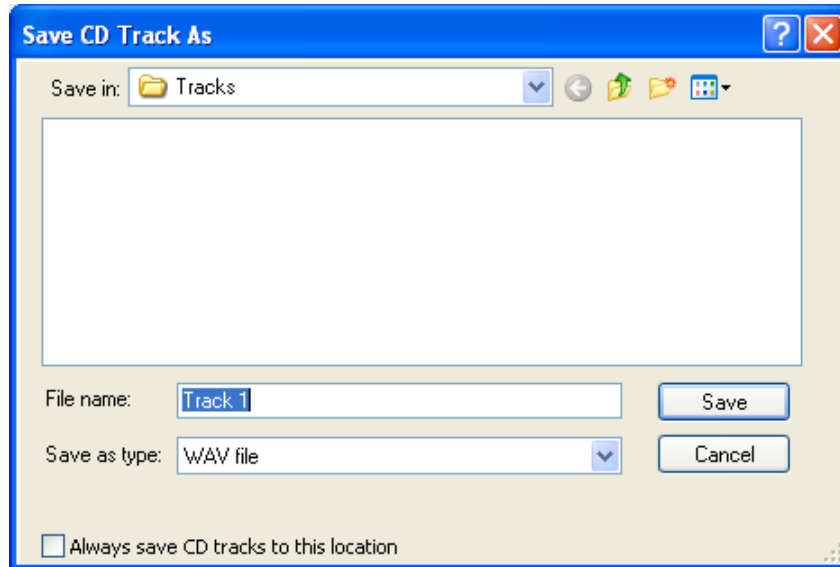 Save CD Track As
Save in: Tracks
File name: Track 1 Save
Save as type: WAV file Cancel
Always save CD tracks to this location